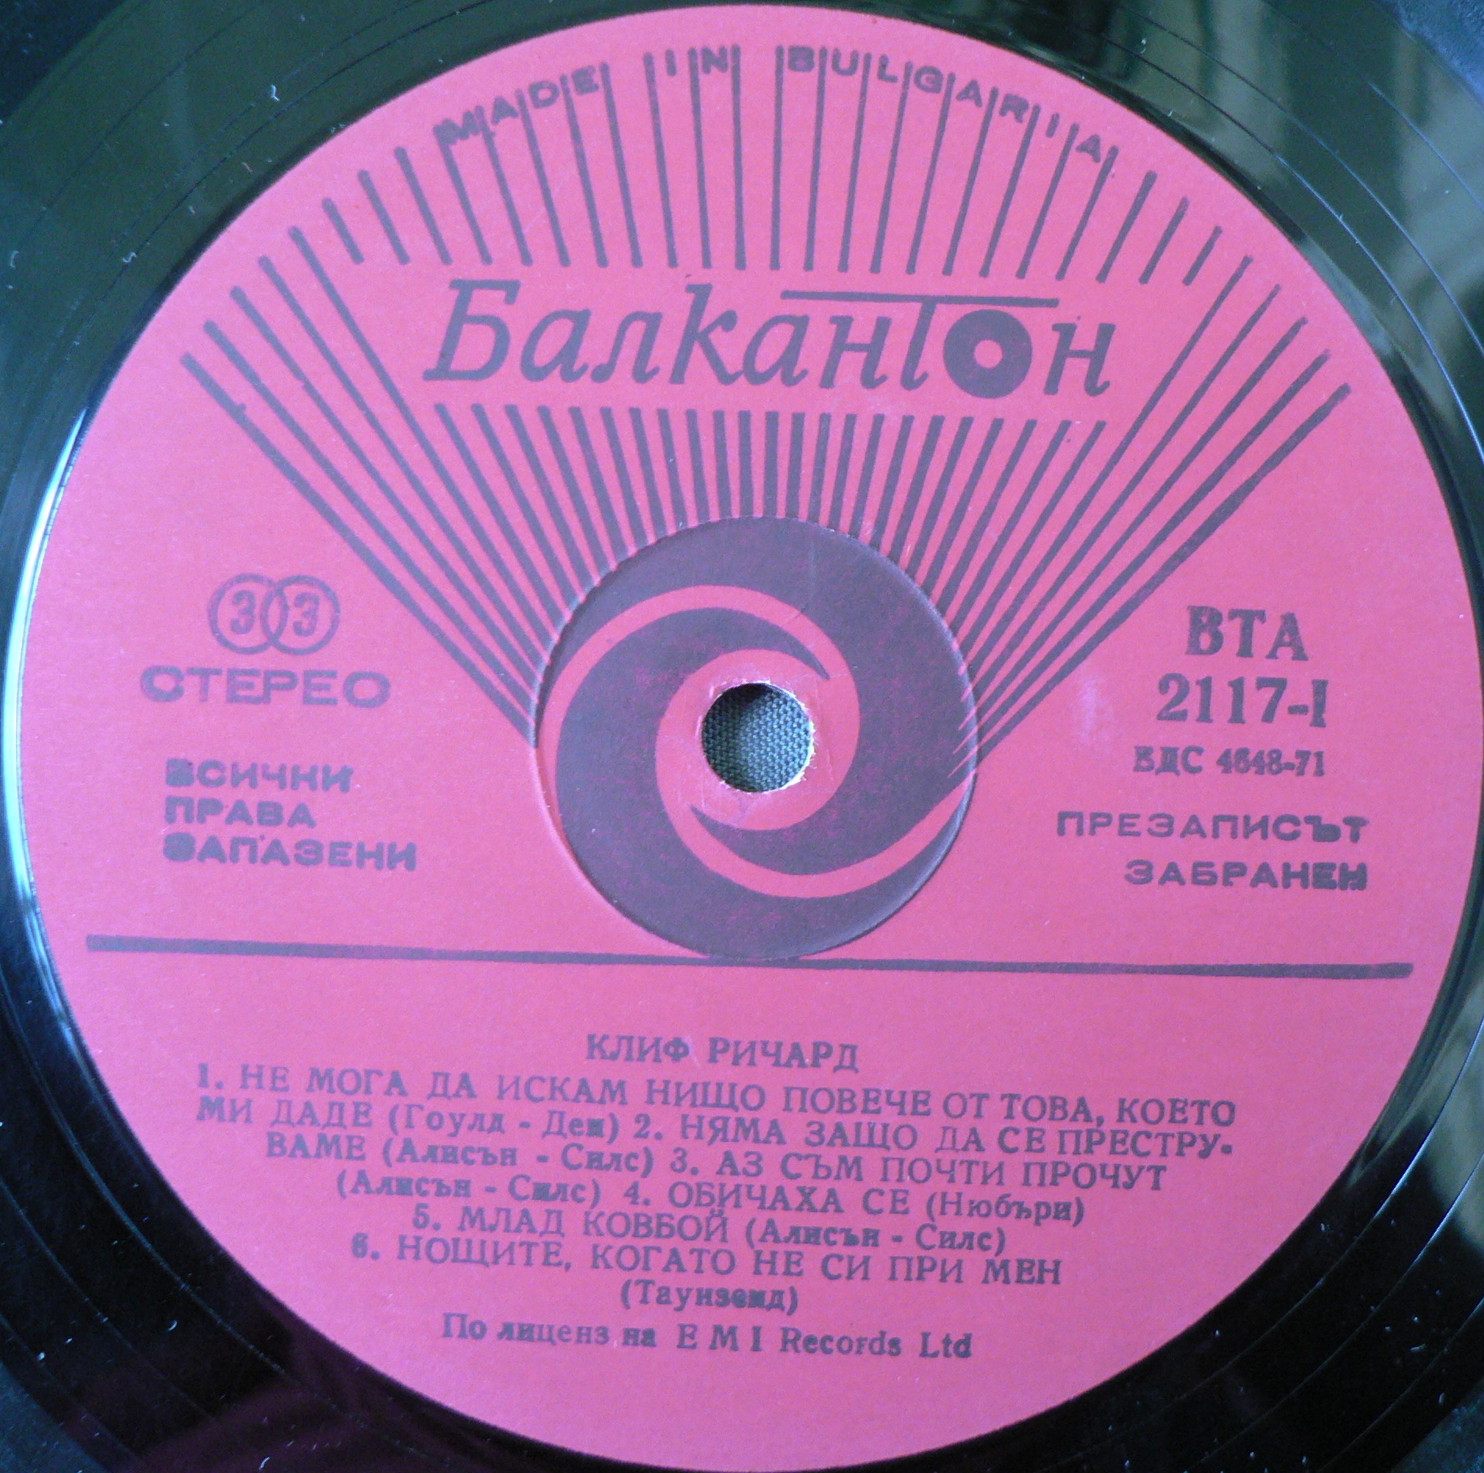 MADE IN BULGARIA
Балкантон
33
СТЕРЕО
ВСИЧКИ
ПРАВА
ЗАПАЗЕНИ
ВТА
2117-I
БДС 4648-71
ПРЕЗАПИСЪТ
ЗАБРАНЕН
КЛИФ РИЧАРД
1. НЕ МОГА ДА ИСКАМ НИЩО ПОВЕЧЕ ОТ ТОВА, КОЕТО
МИ ДАДЕ (Гоулд - Ден) 2. НЯМА ЗАЩО ДА СЕ ПРЕСТРУ-
ВАМЕ (Алисън - Силс) 3. АЗ СЪМ ПОЧТИ ПРОЧУТ
(Алисън - Силс) 4. ОБИЧАХА СЕ (Нюбъри)
5. МЛАД КОВБОЙ (Алисън - Силс)
6. НОЩИТЕ, КОГАТО НЕ СИ ПРИ МЕН
(Таунзенд)
По лиценз на E M I Records Ltd